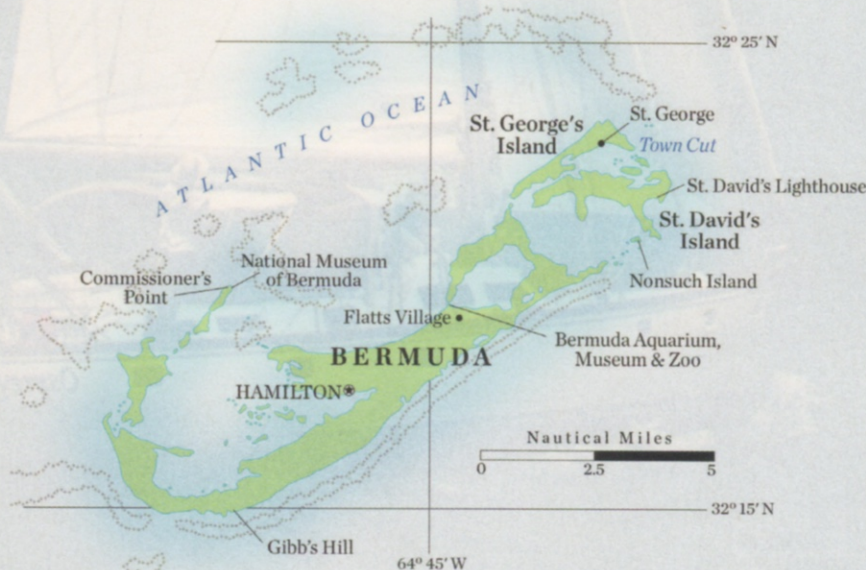 32° 25′ N
ATLANTIC OCEAN
St. George
St. George's
Island
Town Cut
St. David's Lighthouse
St. David's
Island
National Museum
of Bermuda
Commissioner's
Point
Nonsuch Island
Flatts Village
Bermuda Aquarium,
Museum & Zoo
BERMUDA
HAMILTON
Nautical Miles
0 2.5 5
32° 15′ N
Gibb's Hill
64° 45′ W